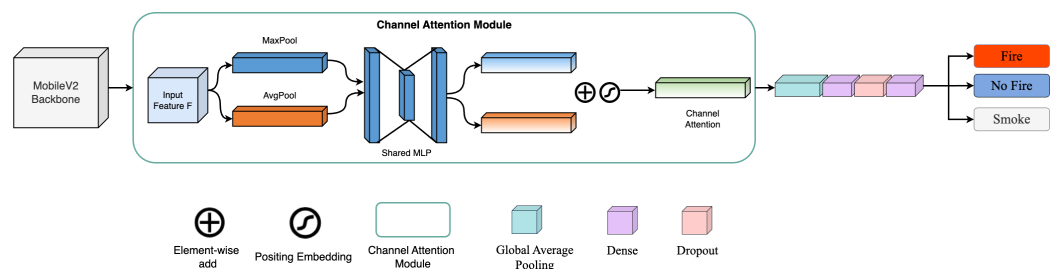 Channel Attention Module
MobileV2
Backbone
Input
Feature F
MaxPool
AvgPool
Shared MLP
Channel
Attention
Fire
No Fire
Smoke
Element-wise
add
Positing Embedding
Channel Attention
Module
Global Average
Pooling
Dense
Dropout